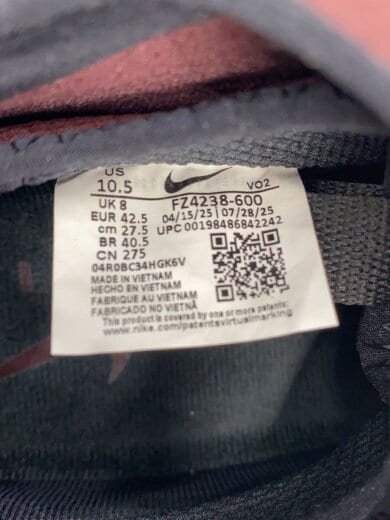 US
10.5
VO2
UK 8
FZ4238-600
EUR 42.5
04/15/25 | 07/28/25
cm 27.5
UPC 00198486842242
BR 40.5
CN 275
04R0BC34HGK6V
MADE IN VIETNAM
HECHO EN VIETNAM
FABRIQUE AU VIETNAM
FABRICADO NO VIETNÃ
This product is covered by one or more patents:
www.nike.com/patentsvirtualmarking